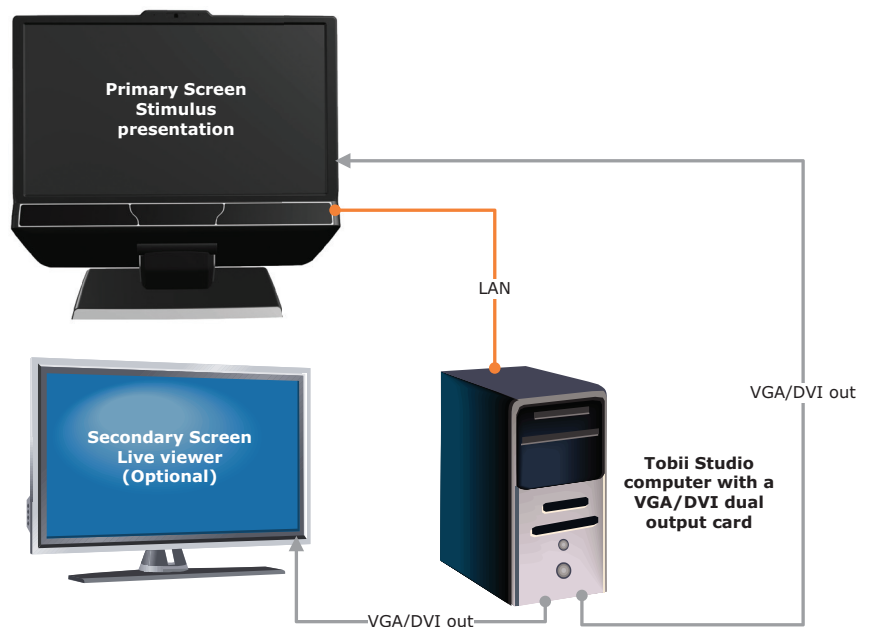 Primary Screen
Stimulus
presentation
LAN
VGA/DVI out
Secondary Screen
Live viewer
(Optional)
Tobii Studio
computer with a
VGA/DVI dual
output card
VGA/DVI out